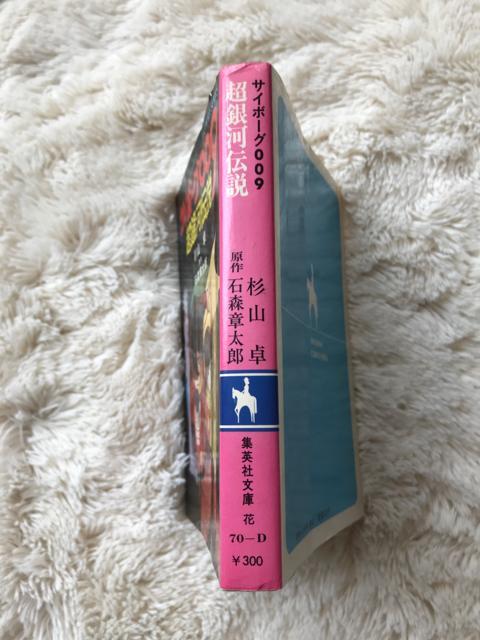 サイボーグ009
超銀河伝説
杉山 卓
原作 石森章太郎
集英社文庫 花
70-D
¥300